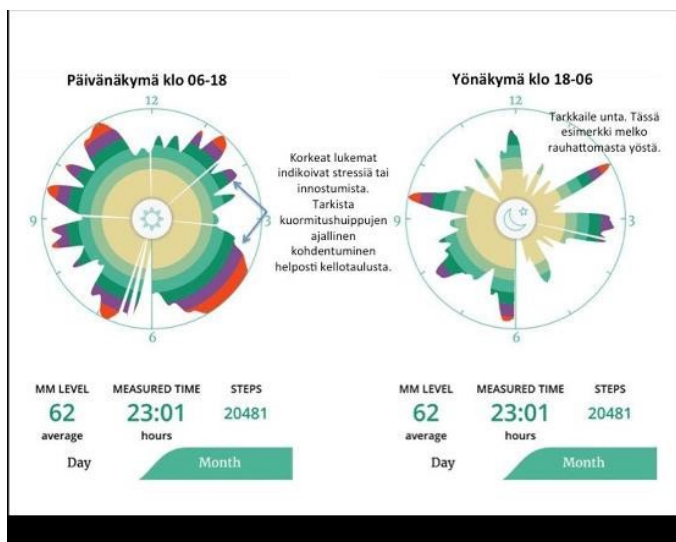 Päivänäkymä klo 06-18
12
9
3
6
Korkeat lukemat
indikoivat stressiä tai
innostumista.
Tarkista
kuormitushuippujen
ajallinen
kohdentuminen
helposti kellotaulusta.
Yönäkymä klo 18-06
12
Tarkkaile unta. Tässä
esimerkki melko
rauhattomasta yöstä.
9
3
6
MM LEVEL MEASURED TIME STEPS
62 23:01 20481
average hours
Day Month
MM LEVEL MEASURED TIME STEPS
62 23:01 20481
average hours
Day Month